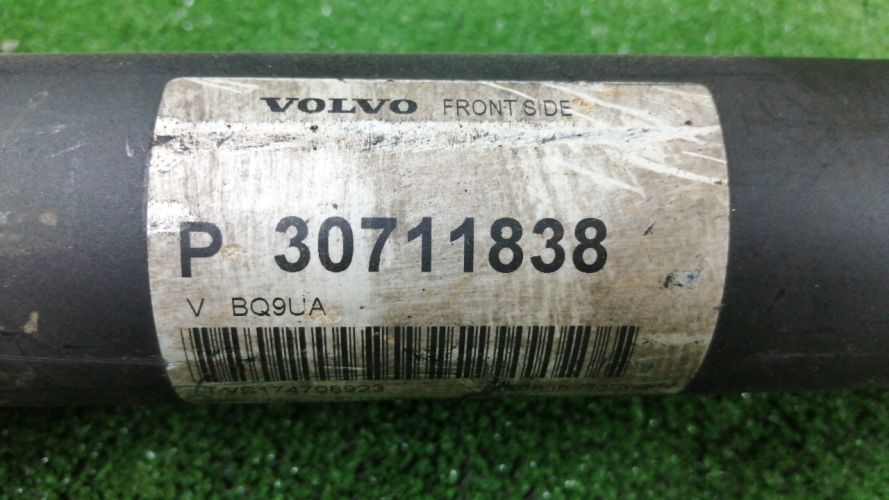 VOLVO FRONT SIDE
P 30711838
V BQ9UA